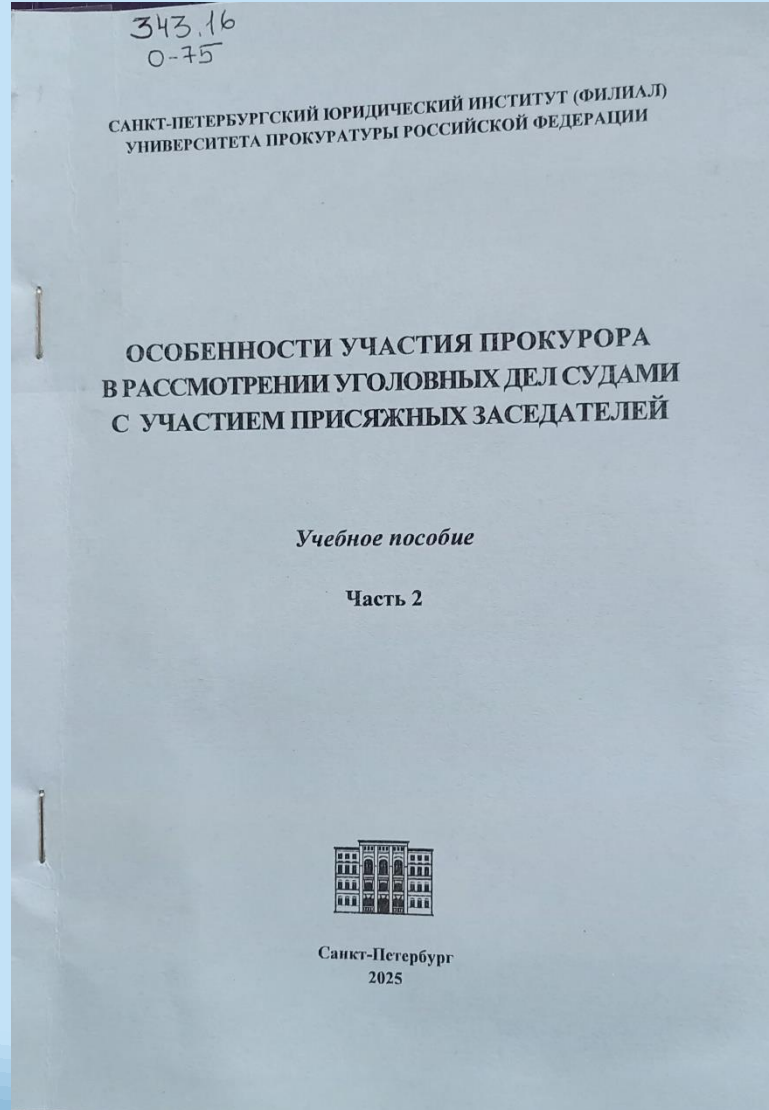 343.16
О-75
САНКТ-ПЕТЕРБУРГСКИЙ ЮРИДИЧЕСКИЙ ИНСТИТУТ (ФИЛИАЛ)
УНИВЕРСИТЕТА ПРОКУРАТУРЫ РОССИЙСКОЙ ФЕДЕРАЦИИ
ОСОБЕННОСТИ УЧАСТИЯ ПРОКУРОРА
В РАССМОТРЕНИИ УГОЛОВНЫХ ДЕЛ СУДАМИ
С УЧАСТИЕМ ПРИСЯЖНЫХ ЗАСЕДАТЕЛЕЙ
Учебное пособие
Часть 2
Санкт-Петербург
2025